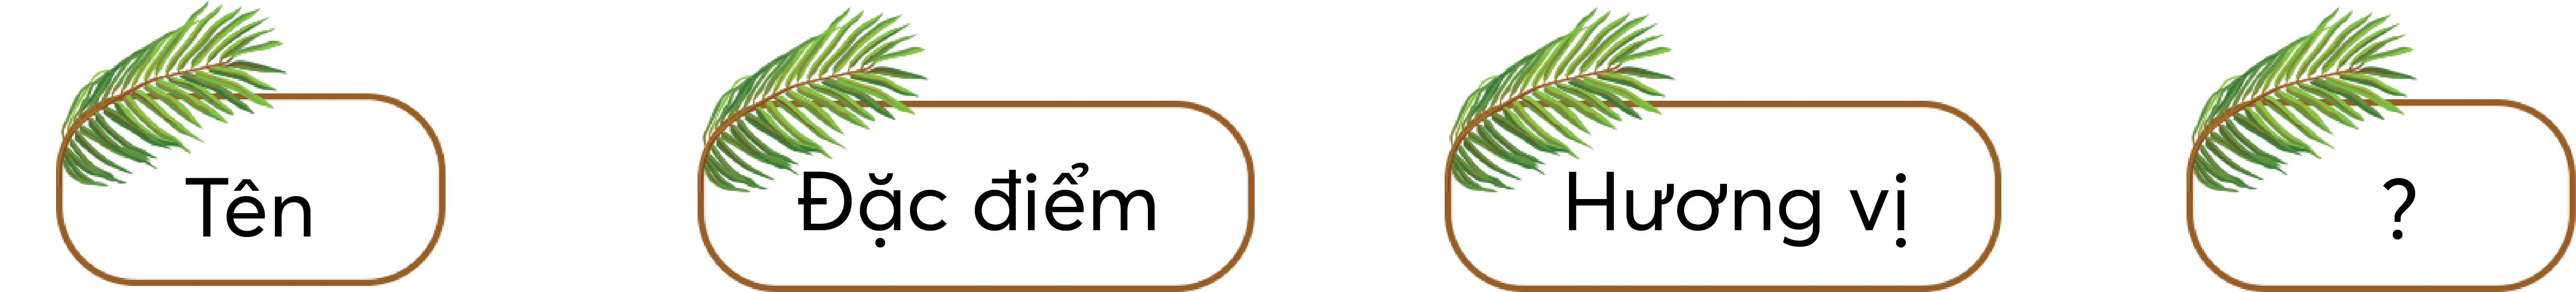 Tên
Đặc điểm
Hương vị
?